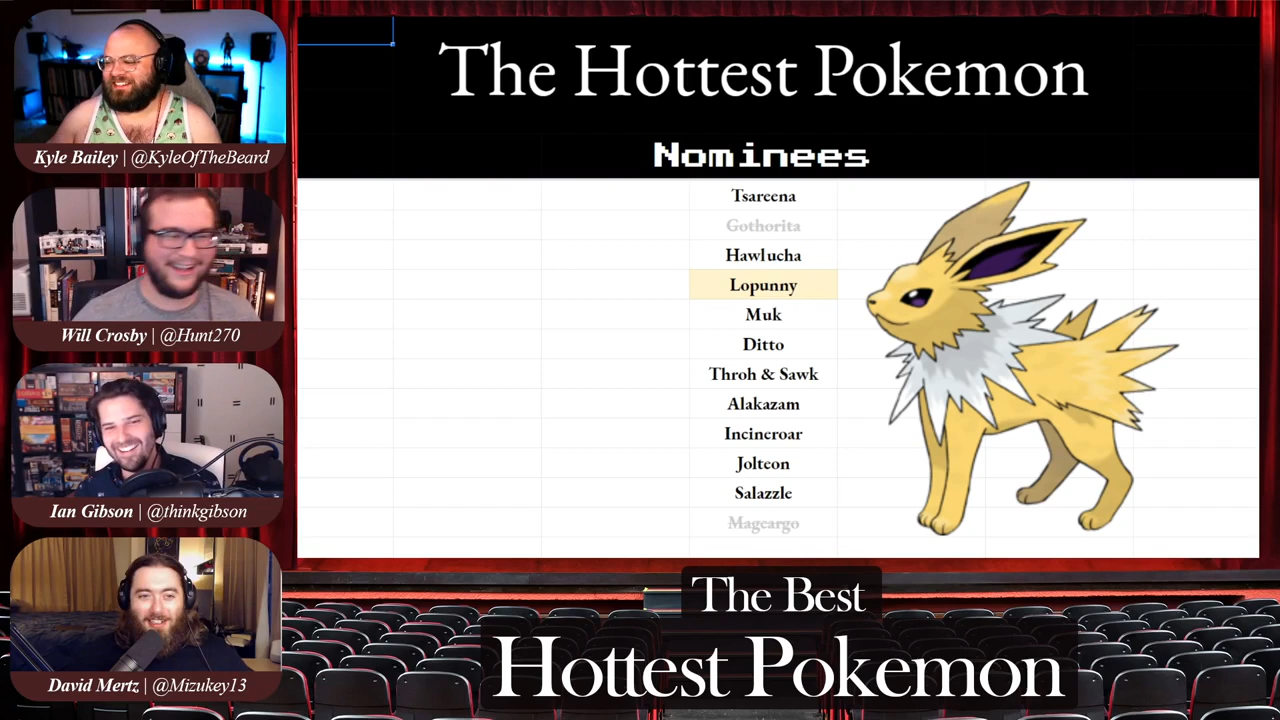 The Hottest Pokemon
Nominees
Tsareena
Gothorita
Hawlucha
Lopunny
Muk
Ditto
Throh & Sawk
Alakazam
Incineroar
Jolteon
Salazzle
Magcargo
Kyle Bailey | @KyleOfTheBeard
Will Crosby | @Hunt270
Ian Gibson | @thinkgibson
David Mertz | @Mizukey13
The Best
Hottest Pokemon